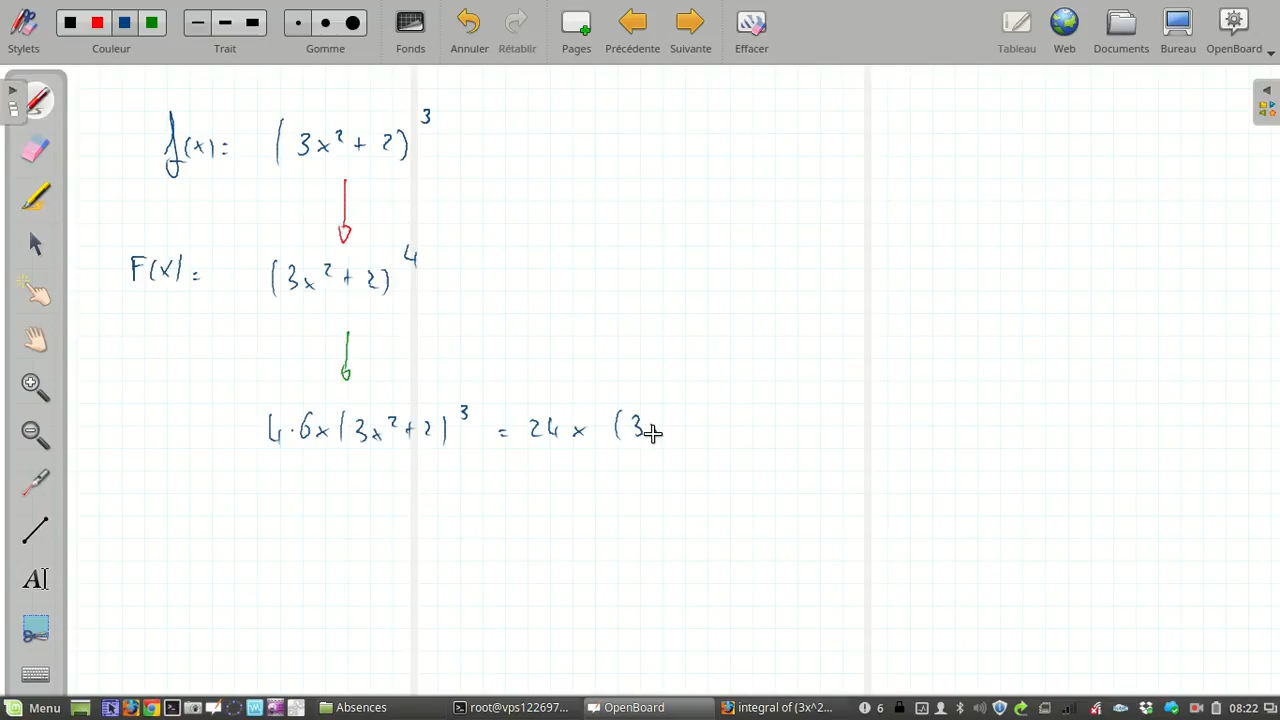 Stylets Couleur Trait Gomme Fonds Annuler Rétablir Pages Précédente Suivante Effacer Tableau Web Documents Bureau OpenBoard
f(x) = (3x² + 2)³
F(x) = (3x² + 2)⁴
4·6x(3x²+2)³ = 24x (3
Menu Absences root@vps122697... OpenBoard integral of (3x^2... 6 08:22